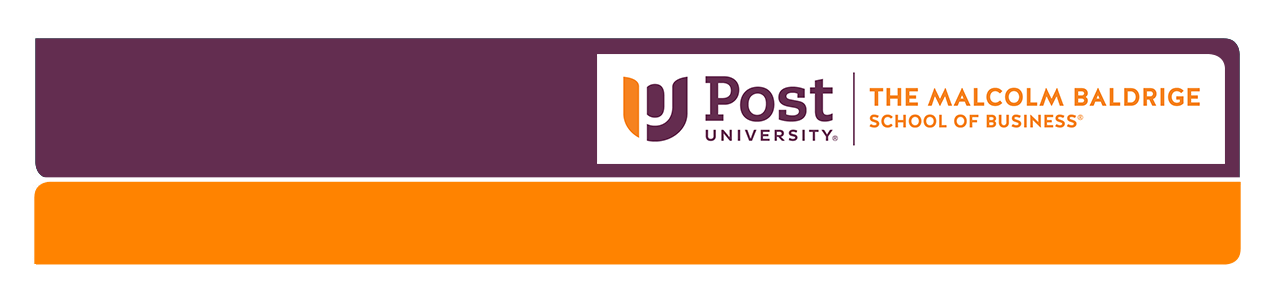 Post
UNIVERSITY®
THE MALCOLM BALDRIGE
SCHOOL OF BUSINESS®